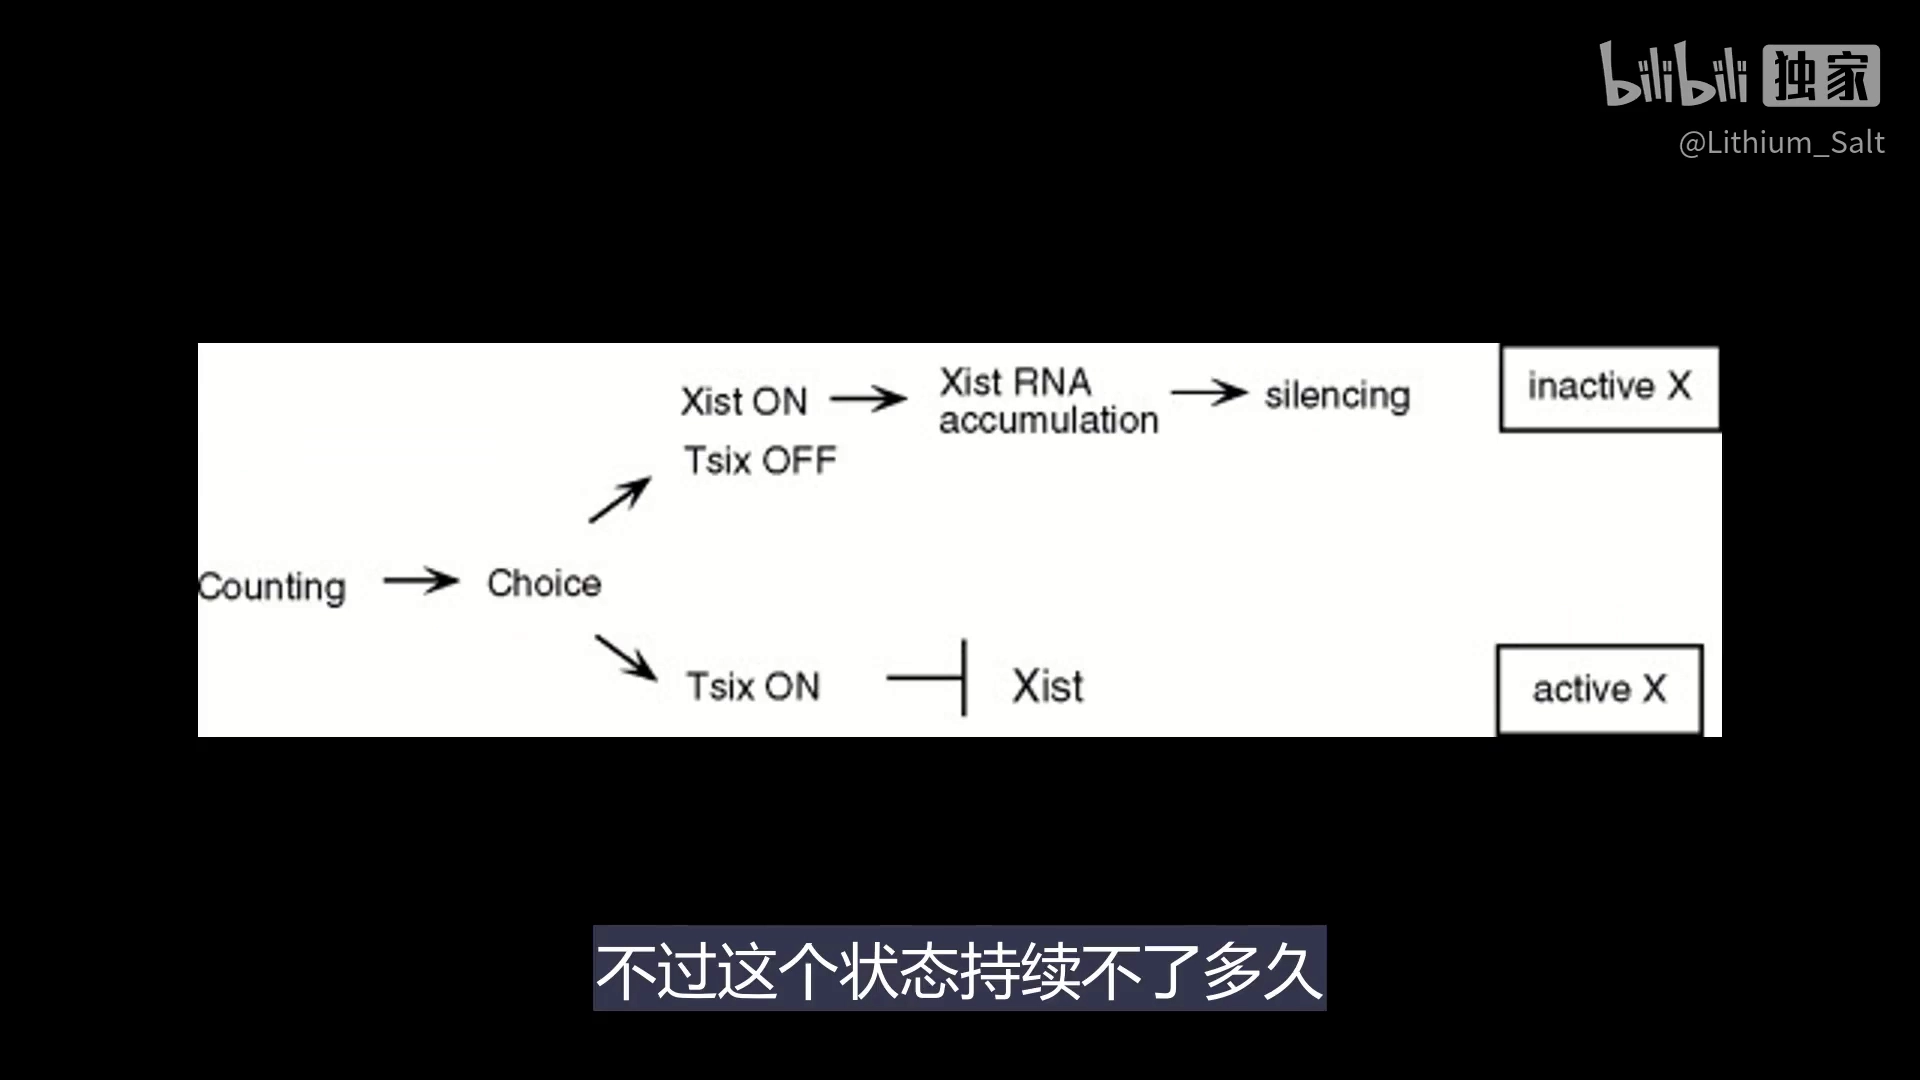 bilibili 独家
@Lithium_Salt
Xist ON
Tsix OFF
Xist RNA
accumulation
silencing
inactive X
Counting
Choice
Tsix ON
Xist
active X
不过这个状态持续不了多久